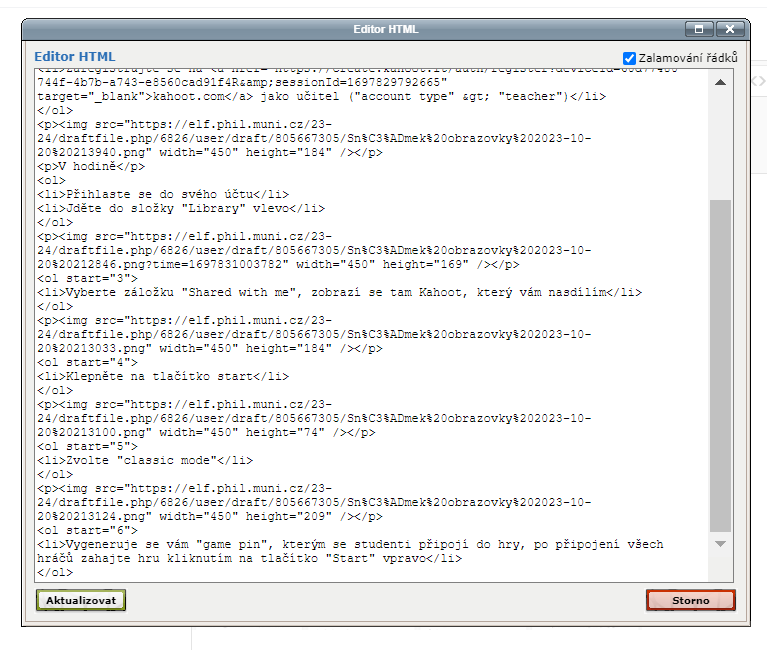 Editor HTML
Editor HTML
Zalamování řádků
744f-4b7b-a743-e8560cad91f4R&amp;sessionId=1697829792665"
target="_blank">kahoot.com</a> jako učitel ("account type" &gt; "teacher")</li>
</ol>
<p><img src="https://elf.phil.muni.cz/23-
24/draftfile.php/6826/user/draft/805667305/Sn%C3%ADmek%20obrazovky%202023-10-
20%20213940.png" width="450" height="184" /></p>
<p>V hodině</p>
<ol>
<li>Přihlaste se do svého účtu</li>
<li>Jděte do složky "Library" vlevo</li>
</ol>
<p><img src="https://elf.phil.muni.cz/23-
24/draftfile.php/6826/user/draft/805667305/Sn%C3%ADmek%20obrazovky%202023-10-
20%20212846.png?time=1697831003782" width="450" height="169" /></p>
<ol start="3">
<li>Vyberte záložku "Shared with me", zobrazí se tam Kahoot, který vám nasdílím</li>
</ol>
<p><img src="https://elf.phil.muni.cz/23-
24/draftfile.php/6826/user/draft/805667305/Sn%C3%ADmek%20obrazovky%202023-10-
20%20213033.png" width="450" height="184" /></p>
<ol start="4">
<li>Klepněte na tlačítko start</li>
</ol>
<p><img src="https://elf.phil.muni.cz/23-
24/draftfile.php/6826/user/draft/805667305/Sn%C3%ADmek%20obrazovky%202023-10-
20%20213100.png" width="450" height="74" /></p>
<ol start="5">
<li>Zvolte "classic mode"</li>
</ol>
<p><img src="https://elf.phil.muni.cz/23-
24/draftfile.php/6826/user/draft/805667305/Sn%C3%ADmek%20obrazovky%202023-10-
20%20213124.png" width="450" height="209" /></p>
<ol start="6">
<li>Vygeneruje se vám "game pin", kterým se studenti připojí do hry, po připojení všech
hráčů zahajte hru kliknutím na tlačítko "Start" vpravo</li>
</ol>
Aktualizovat
Storno